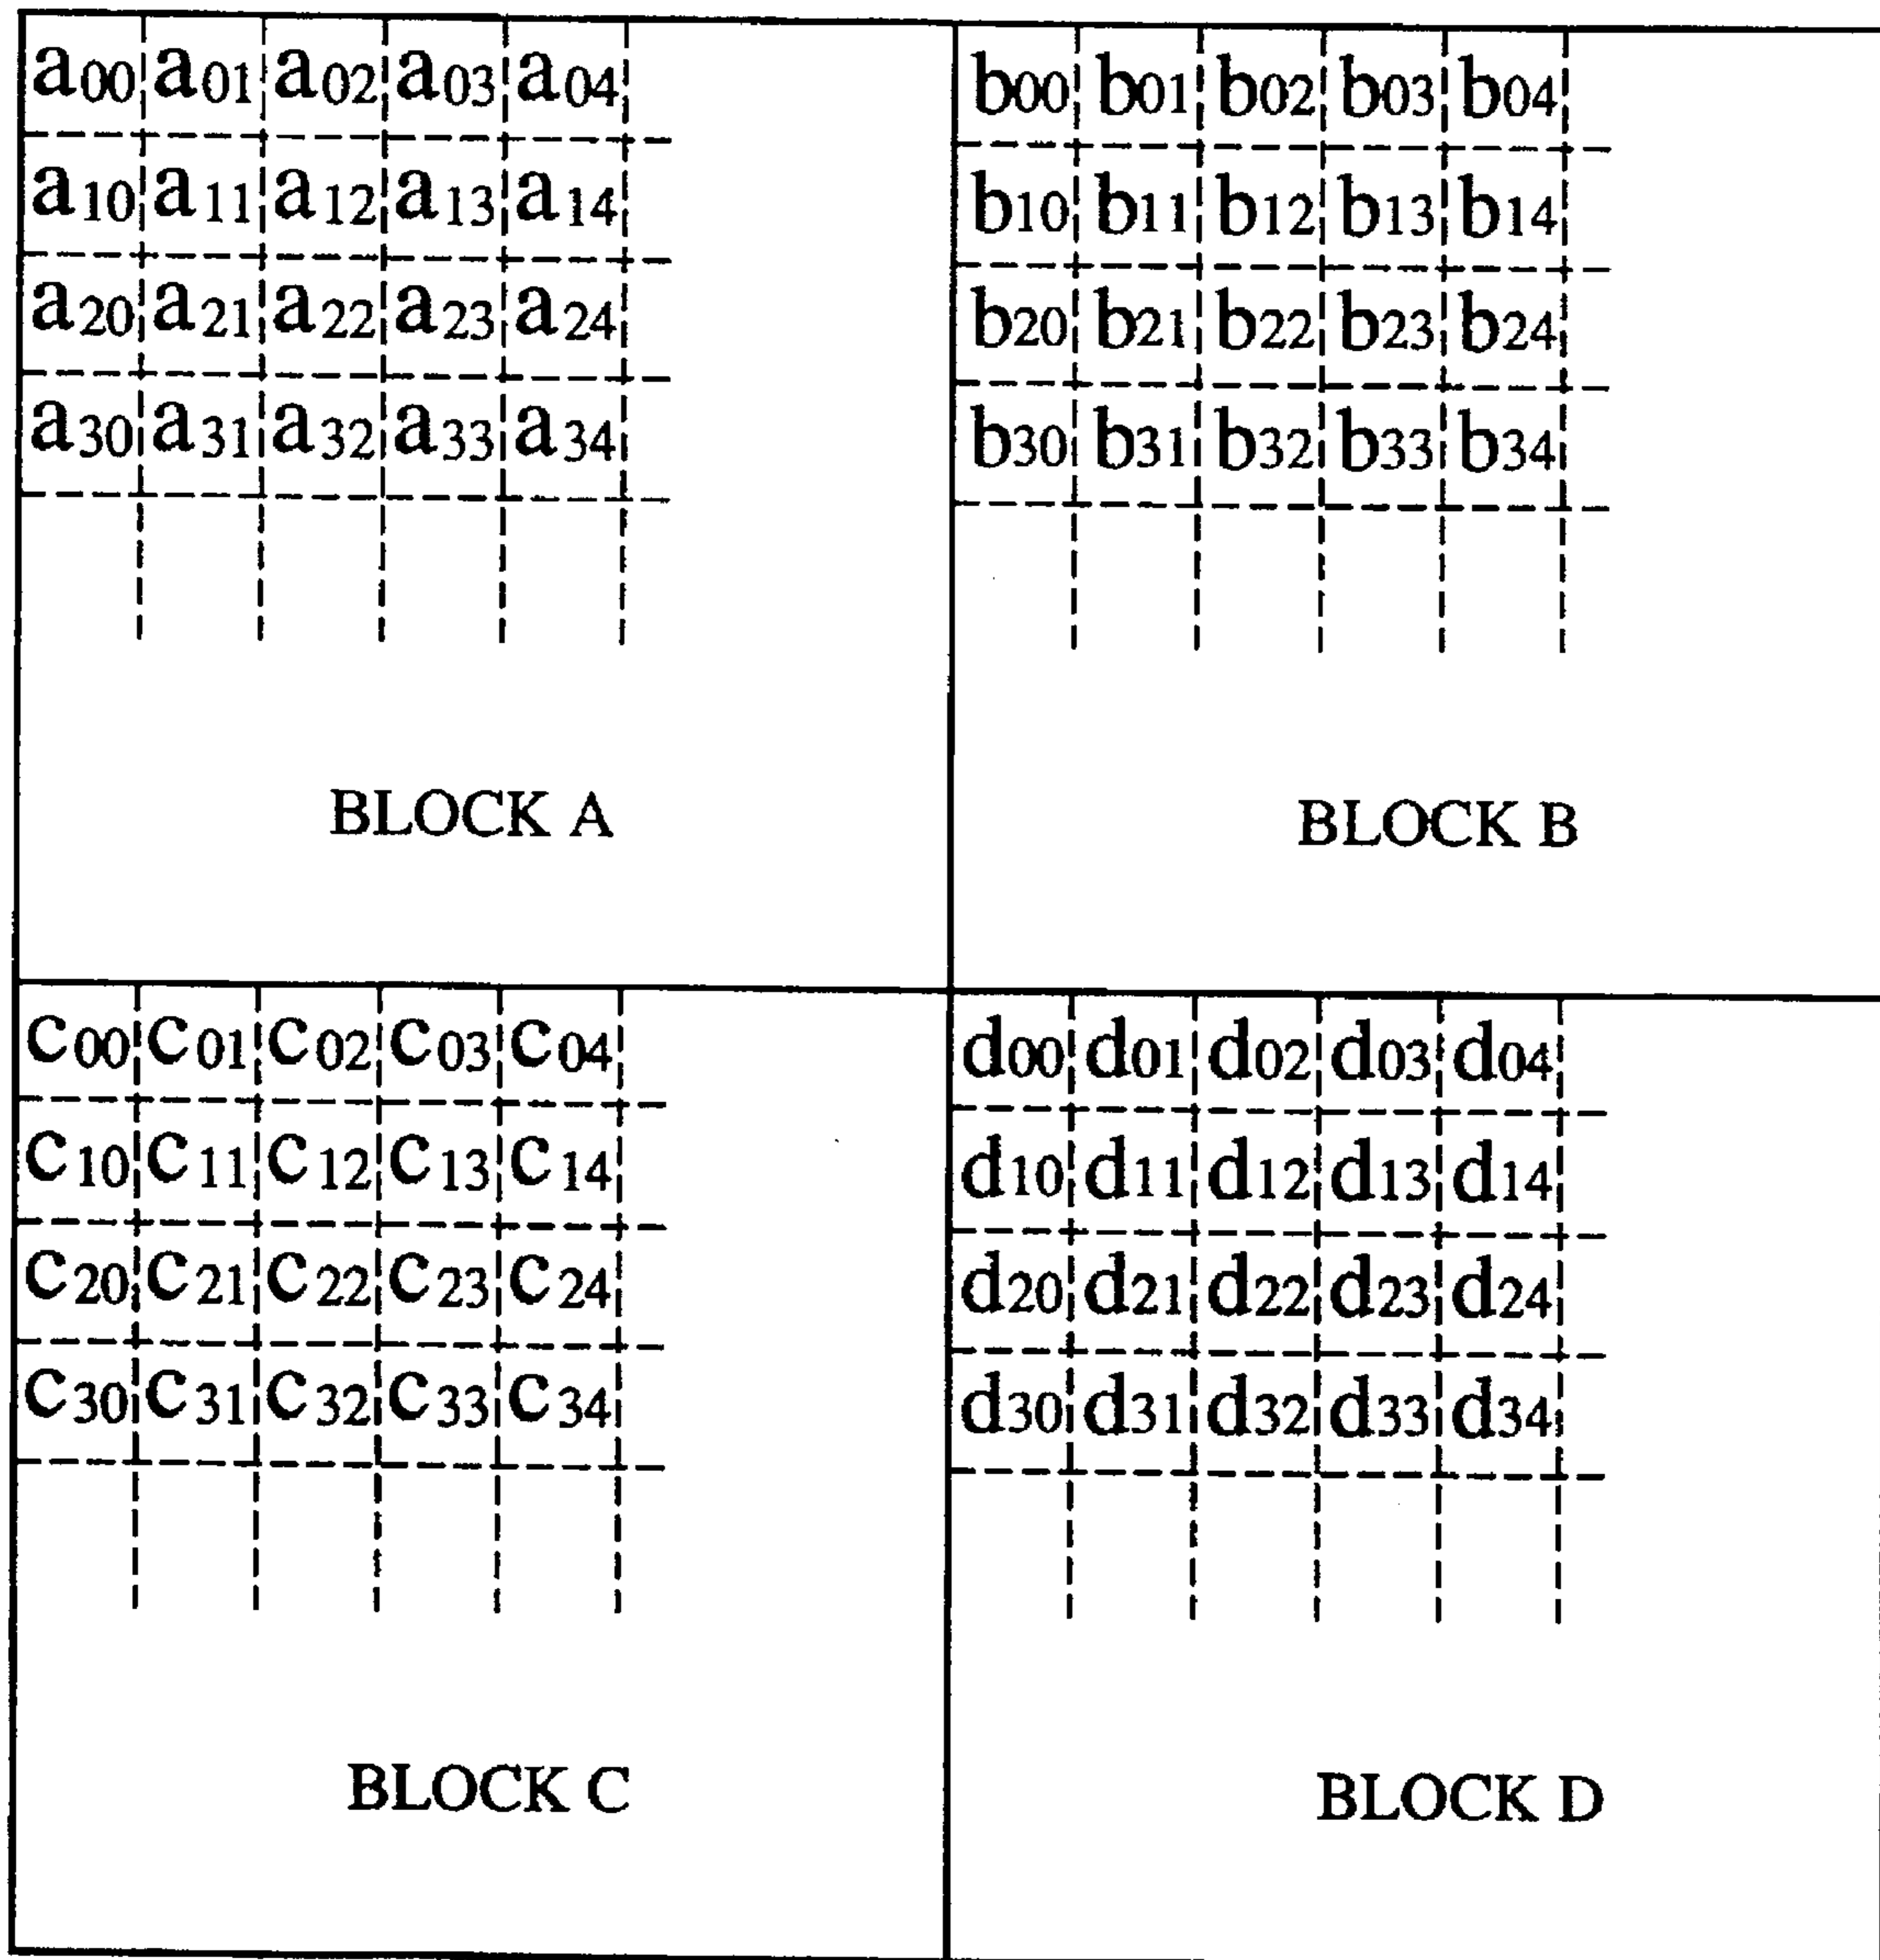 a00 a01 a02 a03 a04
a10 a11 a12 a13 a14
a20 a21 a22 a23 a24
a30 a31 a32 a33 a34
BLOCK A
b00 b01 b02 b03 b04
b10 b11 b12 b13 b14
b20 b21 b22 b23 b24
b30 b31 b32 b33 b34
BLOCK B
c00 c01 c02 c03 c04
c10 c11 c12 c13 c14
c20 c21 c22 c23 c24
c30 c31 c32 c33 c34
BLOCK C
d00 d01 d02 d03 d04
d10 d11 d12 d13 d14
d20 d21 d22 d23 d24
d30 d31 d32 d33 d34
BLOCK D